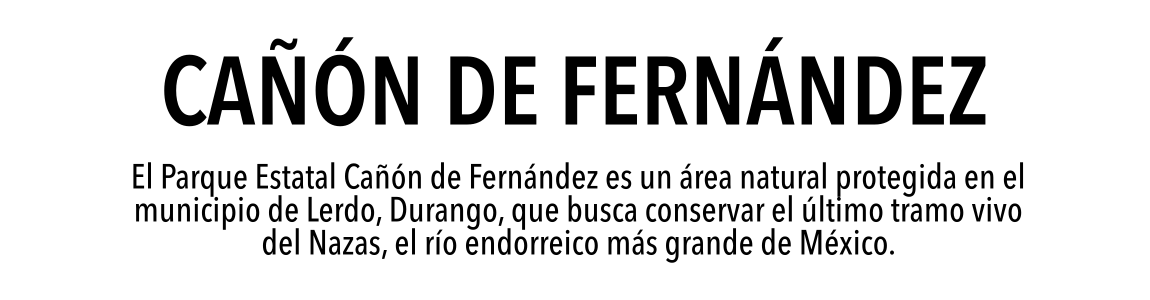 CAÑÓN DE FERNÁNDEZ
El Parque Estatal Cañón de Fernández es un área natural protegida en el
municipio de Lerdo, Durango, que busca conservar el último tramo vivo
del Nazas, el río endorreico más grande de México.